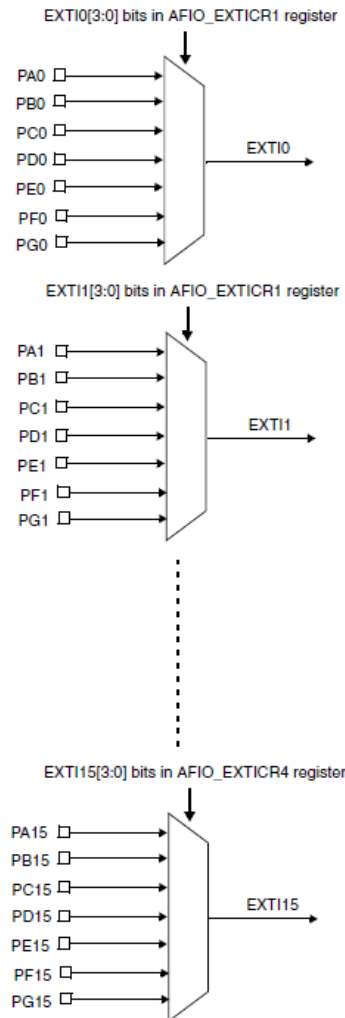 EXTI0[3:0] bits in AFIO_EXTICR1 register
PA0
PB0
PC0
PD0
PE0
PF0
PG0
EXTI0
EXTI1[3:0] bits in AFIO_EXTICR1 register
PA1
PB1
PC1
PD1
PE1
PF1
PG1
EXTI1
EXTI15[3:0] bits in AFIO_EXTICR4 register
PA15
PB15
PC15
PD15
PE15
PF15
PG15
EXTI15